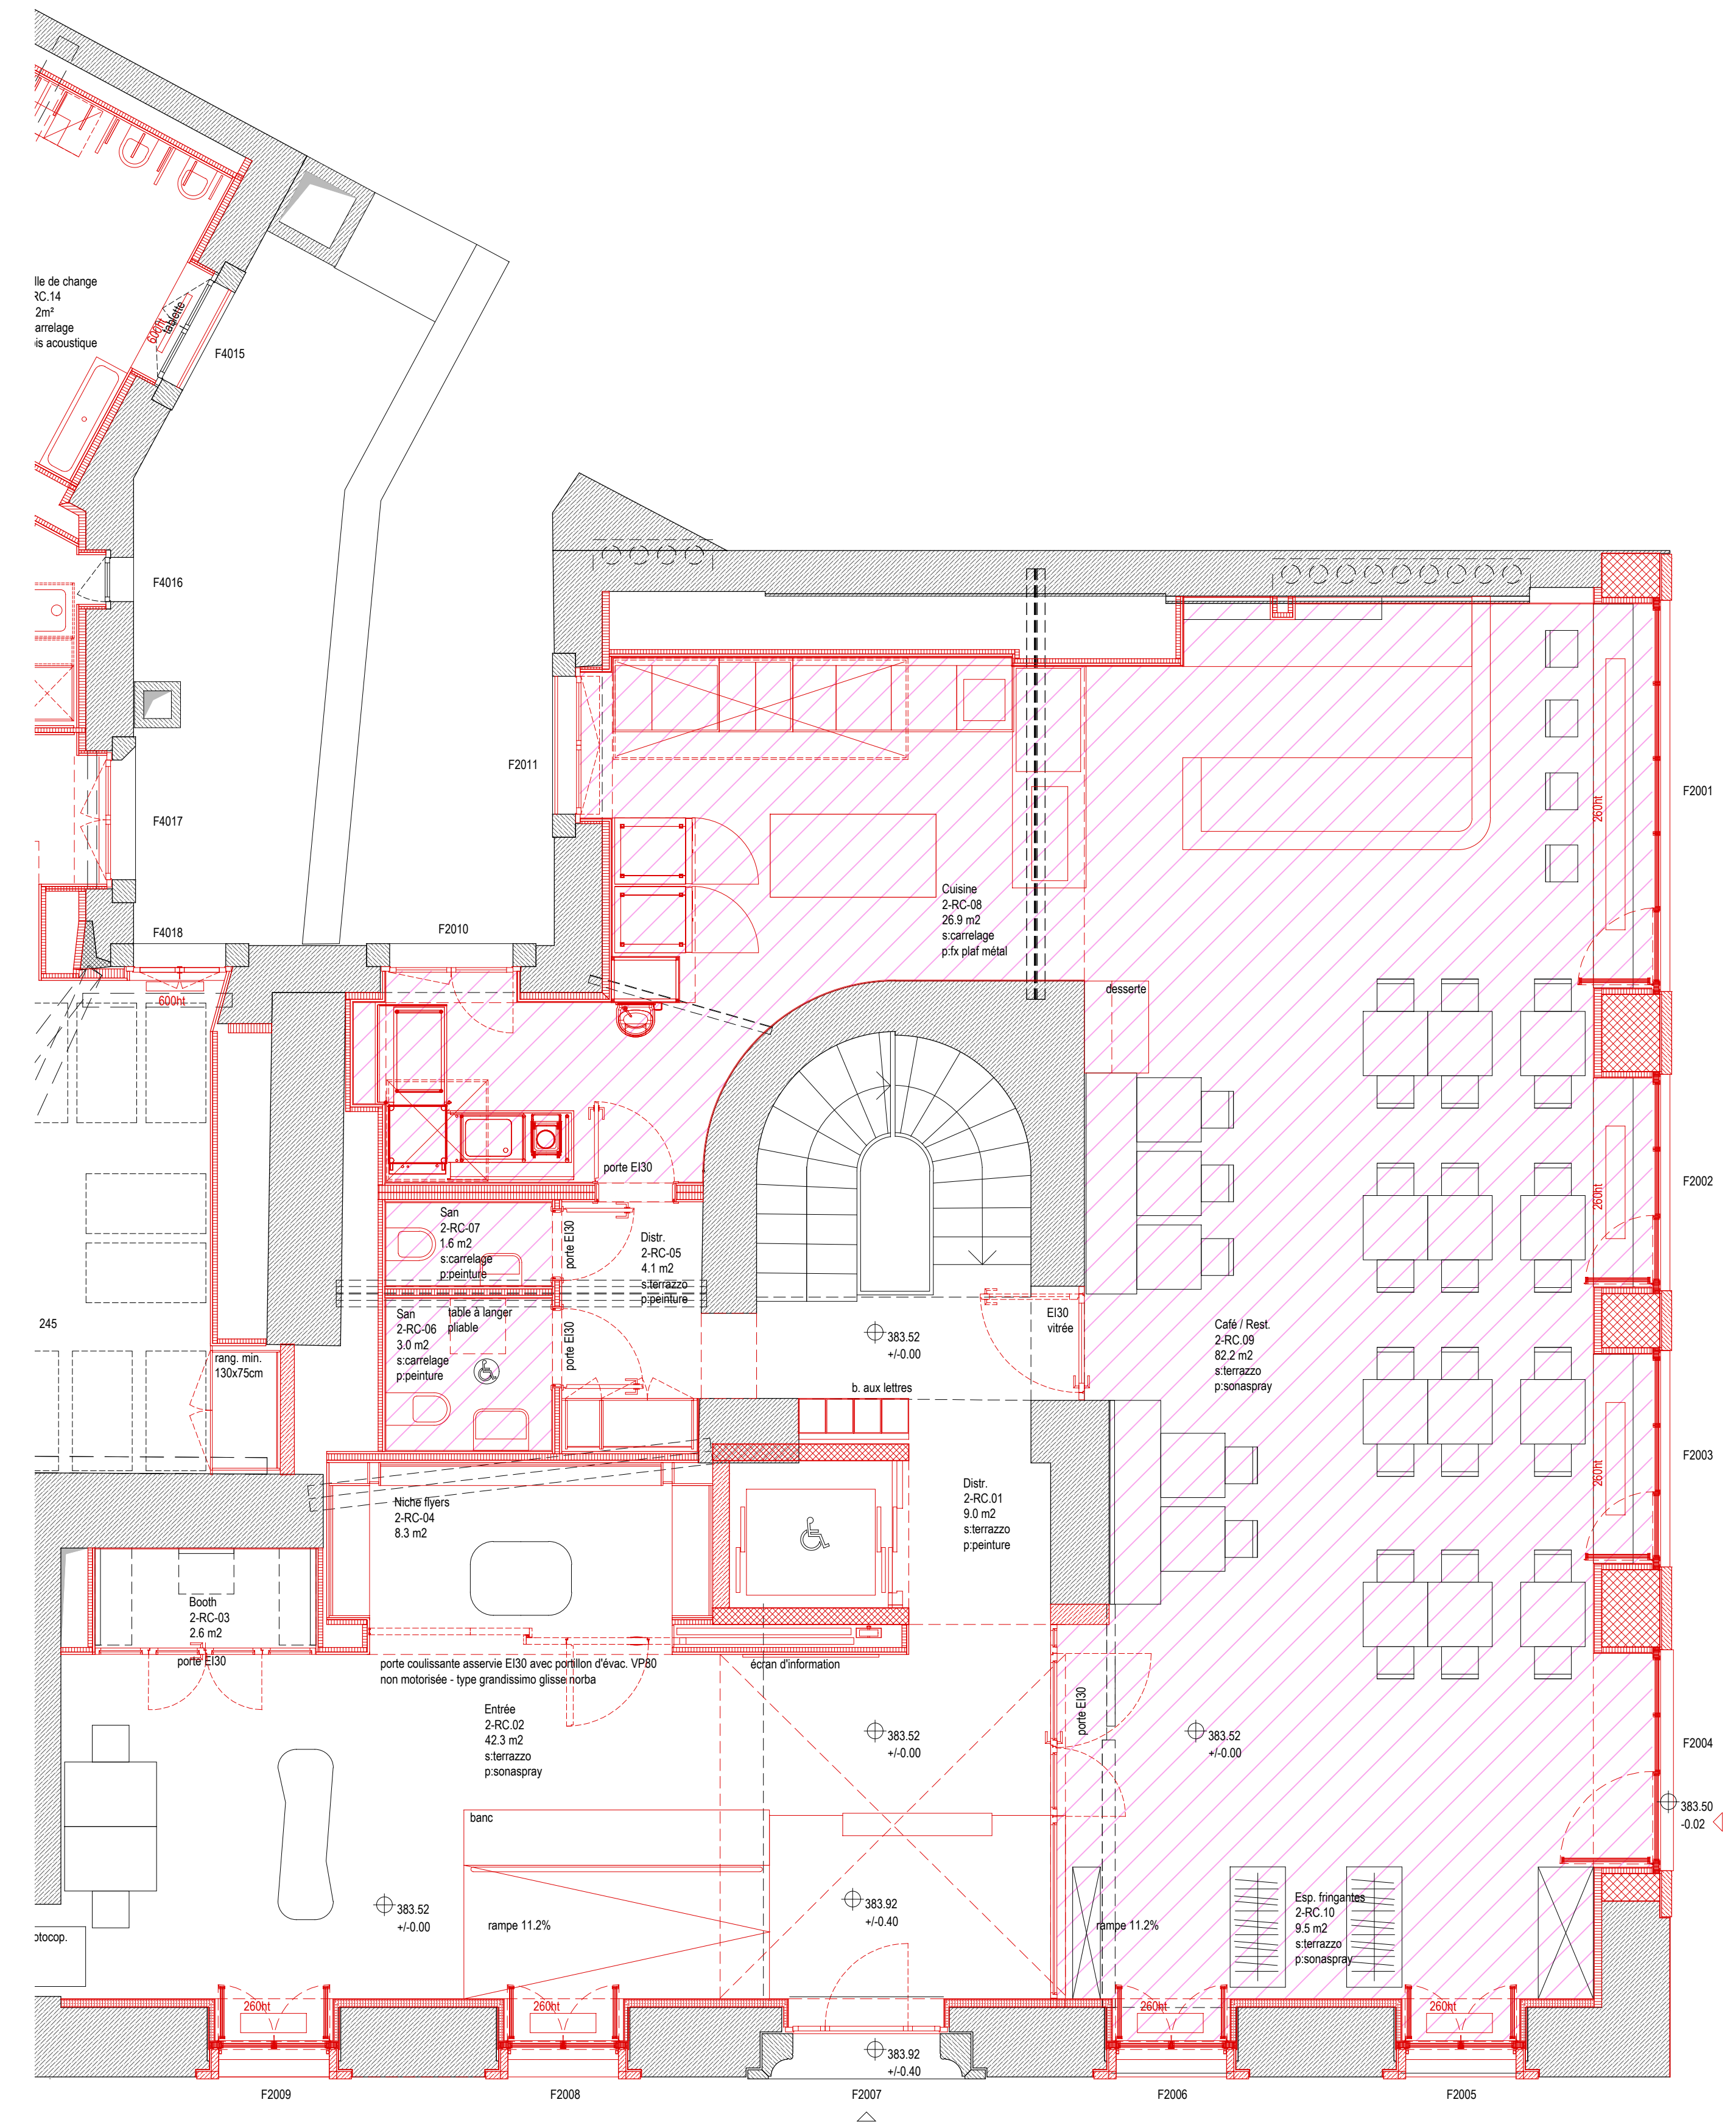 lle de change
RC.14
2m²
arrelage
is acoustique
600ht
tablette
F4015
F4016
F4017
F4018
600ht
F2010
F2011
Cuisine
2-RC-08
26.9 m2
s:carrelage
p:fx plaf métal
desserte
260ht
F2001
260ht
F2002
260ht
F2003
F2004
383.50
-0.02
porte EI30
San
2-RC-07
1.6 m2
s:carrelage
p:peinture
porte EI30
Distr.
2-RC-05
4.1 m2
s:terrazzo
p:peinture
San
2-RC-06
3.0 m2
s:carrelage
p:peinture
table à langer
pliable
porte EI30
245
rang. min.
130x75cm
383.52
+/-0.00
EI30
vitrée
b. aux lettres
Café / Rest.
2-RC.09
82.2 m2
s:terrazzo
p:sonaspray
Niche flyers
2-RC-04
8.3 m2
Distr.
2-RC.01
9.0 m2
s:terrazzo
p:peinture
Booth
2-RC-03
2.6 m2
porte EI30
porte coulissante asservie EI30 avec portillon d'évac. VP80
non motorisée - type grandissimo glisse norba
écran d'information
Entrée
2-RC.02
42.3 m2
s:terrazzo
p:sonaspray
383.52
+/-0.00
porte EI30
383.52
+/-0.00
banc
rampe 11.2%
383.52
+/-0.00
383.92
+/-0.40
rampe 11.2%
Esp. fringantes
2-RC.10
9.5 m2
s:terrazzo
p:sonaspray
otocop.
260ht
260ht
260ht
260ht
383.92
+/-0.40
F2009
F2008
F2007
F2006
F2005